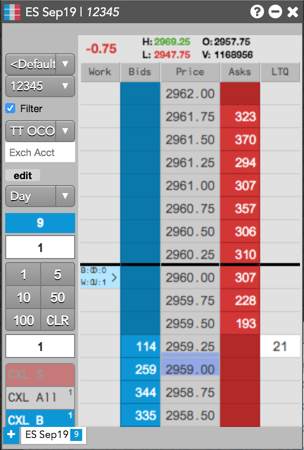 ES Sep19 | 12345
-0.75 H: 2969.25 O: 2957.75
L: 2947.75 V: 1168956
Work Bids Price Asks LTQ
<Default
12345
Filter
TT OCO
Exch Acct
edit
Day
9
1
1 5
10 50
100 CLR
1
CXL S
CXL All 1
CXL B 1
2962.00
2961.75 323
2961.50 370
2961.25 294
2961.00 307
2960.75 357
2960.50 306
2960.25 310
W: 1 2960.00 307
2959.75 228
2959.50 193
114 2959.25 21
259 2959.00
344 2958.75
335 2958.50
+ ES Sep19 9